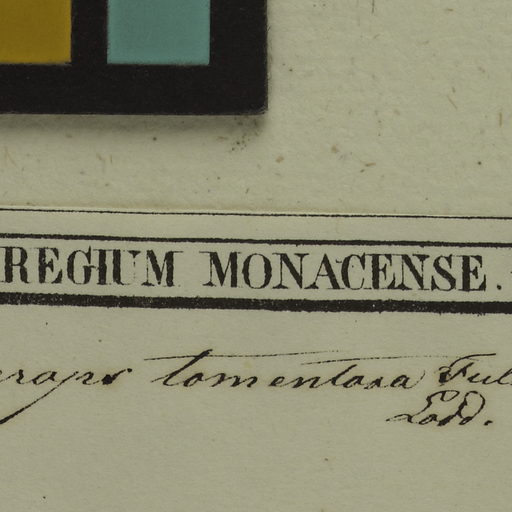 REGIUM MONACENSE.
tomentosa
Lodd.